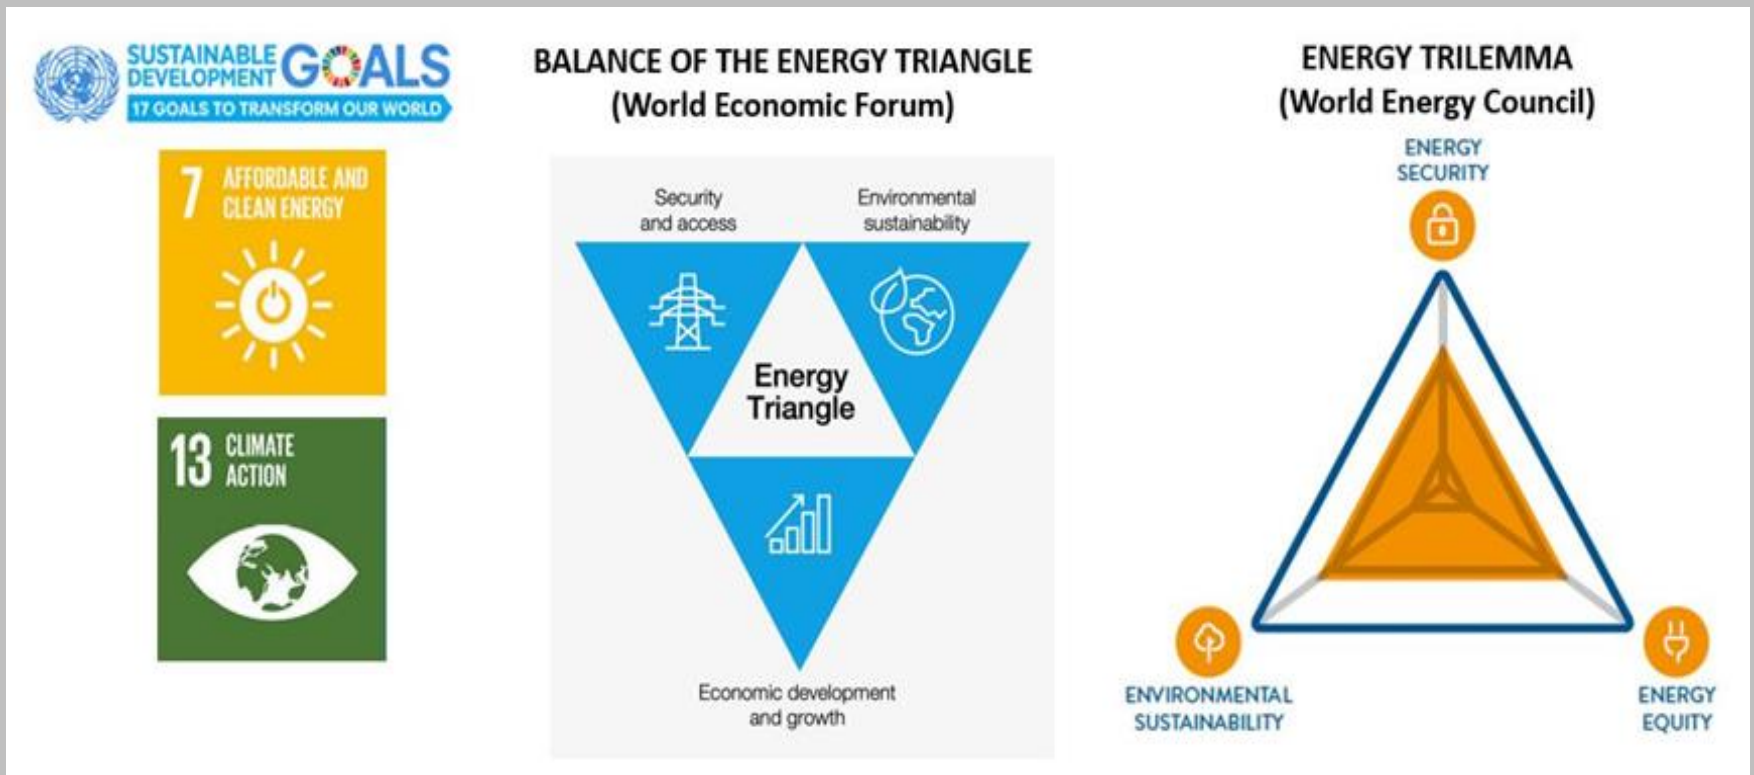 SUSTAINABLE
DEVELOPMENT GOALS
17 GOALS TO TRANSFORM OUR WORLD
7 AFFORDABLE AND
CLEAN ENERGY
13 CLIMATE
ACTION
BALANCE OF THE ENERGY TRIANGLE
(World Economic Forum)
Security
and access
Environmental
sustainability
Energy
Triangle
Economic development
and growth
ENERGY TRILEMMA
(World Energy Council)
ENERGY
SECURITY
ENVIRONMENTAL
SUSTAINABILITY
ENERGY
EQUITY